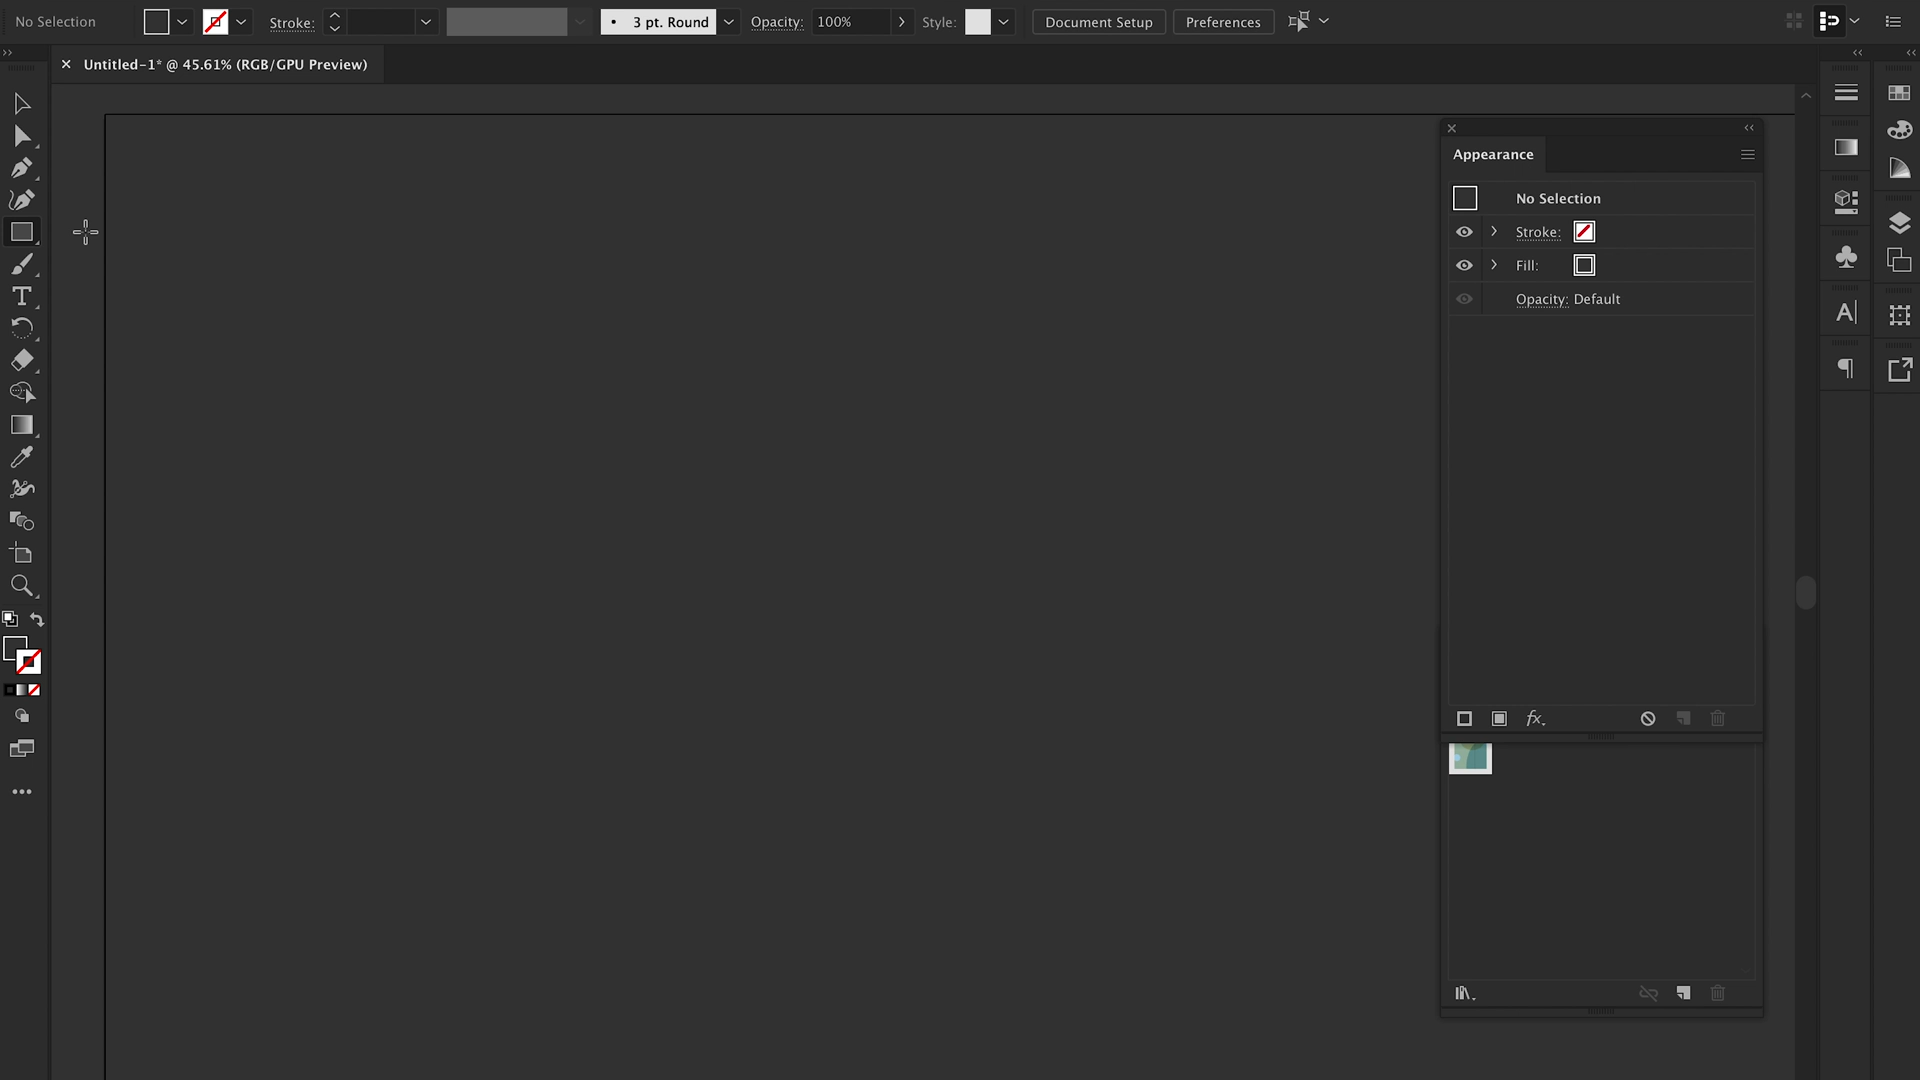 No Selection
Stroke:
3 pt. Round
Opacity: 100%
Style:
Document Setup
Preferences
Untitled-1* @ 45.61% (RGB/GPU Preview)
Appearance
No Selection
Stroke:
Fill:
Opacity: Default
fx